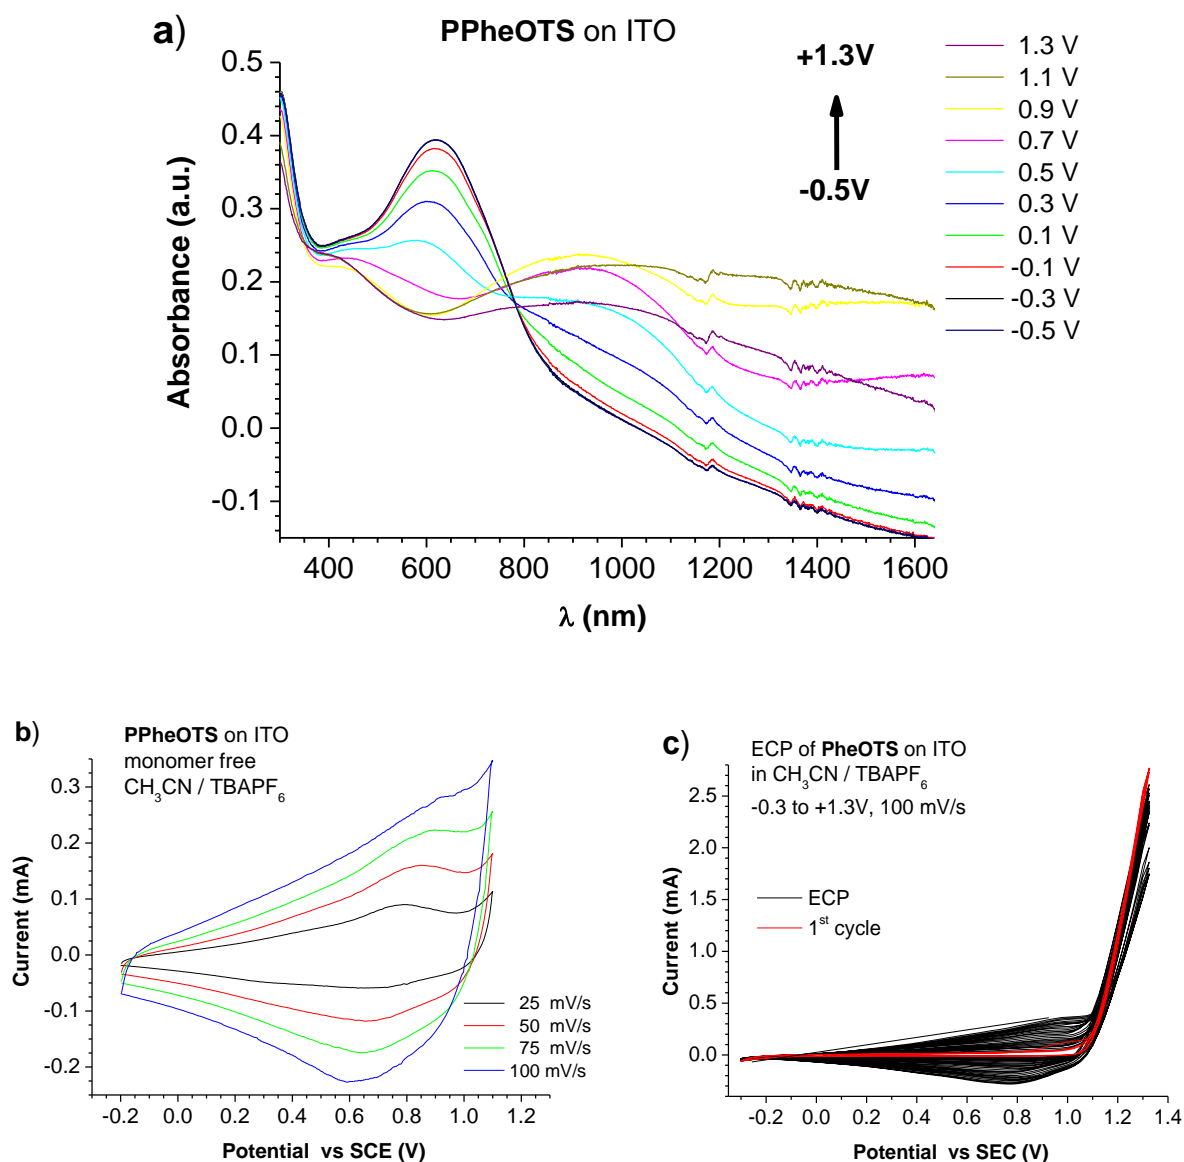 a)
PPheOTS on ITO
+1.3V
-0.5V
1.3 V
1.1 V
0.9 V
0.7 V
0.5 V
0.3 V
0.1 V
-0.1 V
-0.3 V
-0.5 V
0.5
0.4
0.3
0.2
0.1
0.0
-0.1
Absorbance (a.u.)
400 600 800 1000 1200 1400 1600
λ (nm)
b)
PPheOTS on ITO
monomer free
CH3CN / TBAPF6
0.3
0.2
0.1
0.0
-0.1
-0.2
Current (mA)
25 mV/s
50 mV/s
75 mV/s
100 mV/s
-0.2 0.0 0.2 0.4 0.6 0.8 1.0 1.2
Potential vs SCE (V)
c)
ECP of PheOTS on ITO
in CH3CN / TBAPF6
-0.3 to +1.3V, 100 mV/s
ECP
1st cycle
2.5
2.0
1.5
1.0
0.5
0.0
Current (mA)
-0.2 0.0 0.2 0.4 0.6 0.8 1.0 1.2 1.4
Potential vs SEC (V)